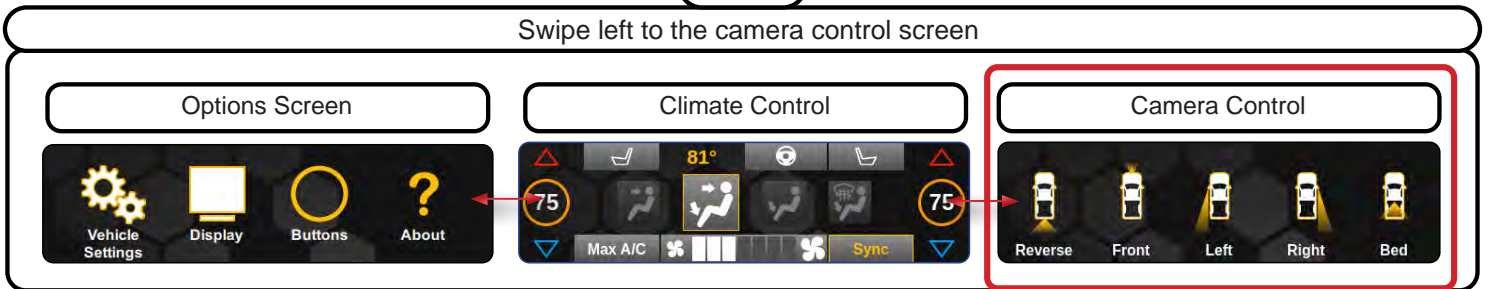 Swipe left to the camera control screen
Options Screen
Vehicle
Settings
Display
Buttons
?
About
Climate Control
81°
75
75
Max A/C
Sync
Camera Control
Reverse
Front
Left
Right
Bed